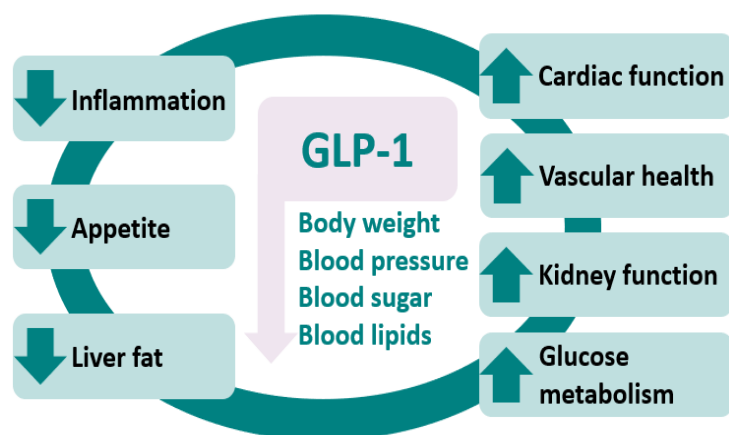 Inflammation
Appetite
Liver fat
GLP-1
Body weight
Blood pressure
Blood sugar
Blood lipids
Cardiac function
Vascular health
Kidney function
Glucose
metabolism